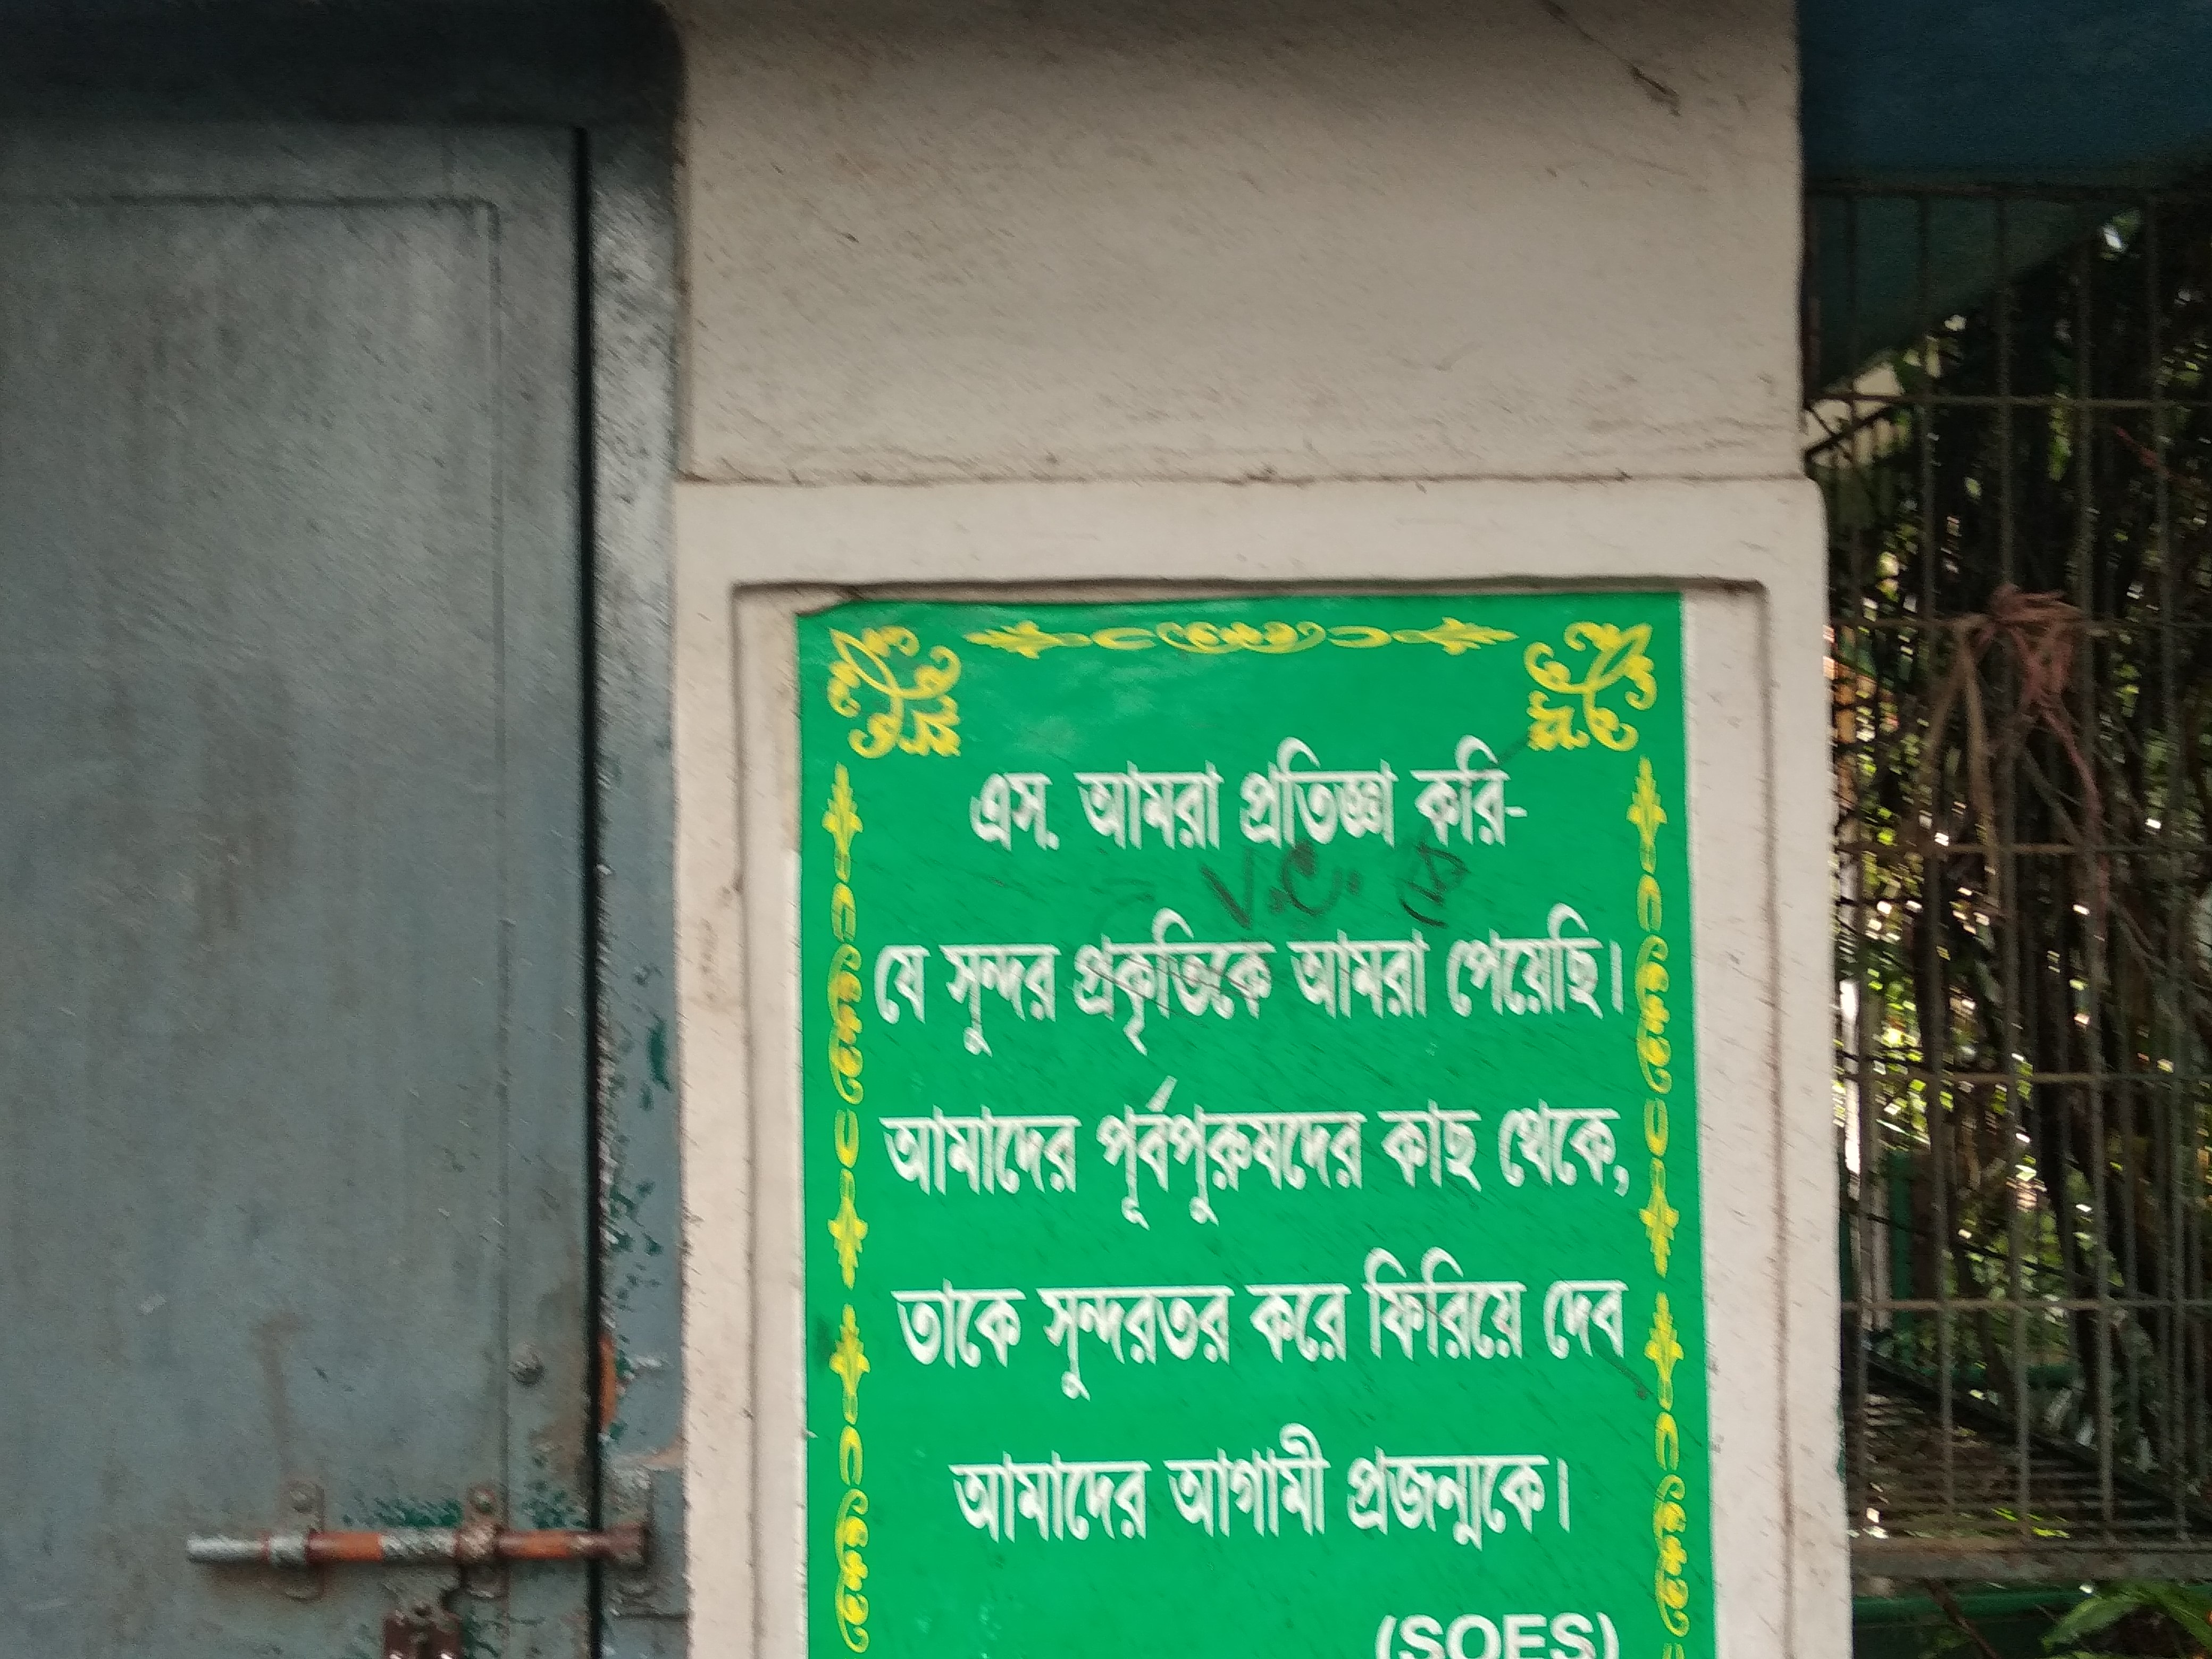 এস, আমরা প্রতিজ্ঞা করি-
যে সুন্দর প্রকৃতিকে আমরা পেয়েছি।
আমাদের পূর্বপুরুষদের কাছ থেকে,
তাকে সুন্দরতর করে ফিরিয়ে দেব
আমাদের আগামী প্রজন্মকে।
(SOES)